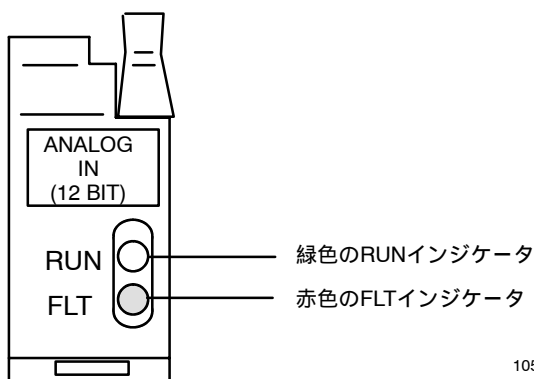 ANALOG
IN
(12 BIT)
RUN
緑色のRUNインジケータ
FLT
赤色のFLTインジケータ
105